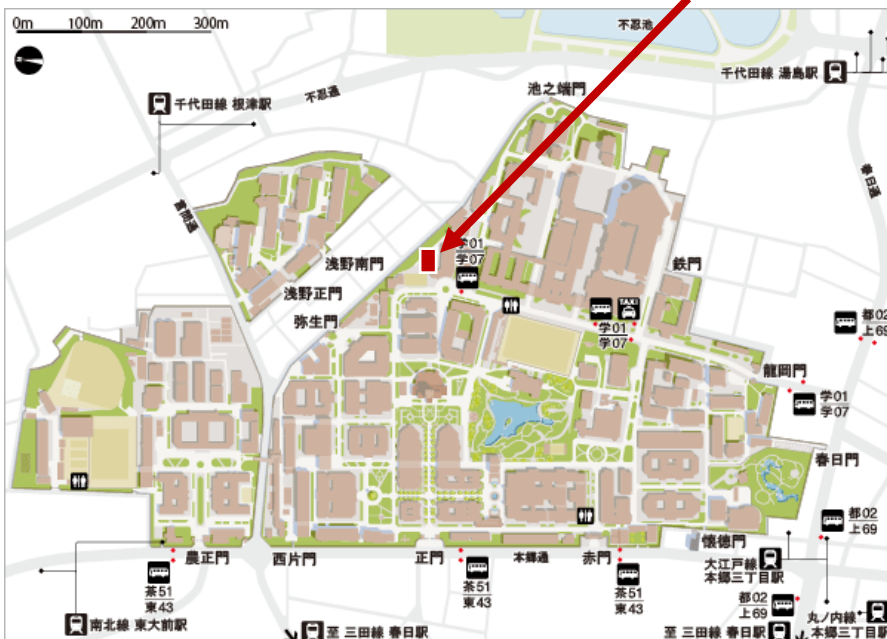 0m 100m 200m 300m
不忍池
千代田線 湯島駅
池之端門
千代田線 根津駅
不忍通
春日通
言問通
学01
学07
浅野南門
鉄門
浅野正門
TAXI
弥生門
学01
学07
都02
上69
龍岡門
学01
学07
春日門
都02
上69
懐徳門
農正門
西片門
正門
本郷通
赤門
大江戸線
本郷三丁目駅
茶51
東43
茶51
東43
茶51
東43
都02
上69
南北線 東大前駅
至 三田線 春日駅
至 三田線 春日駅
丸ノ内線
本郷三丁目駅